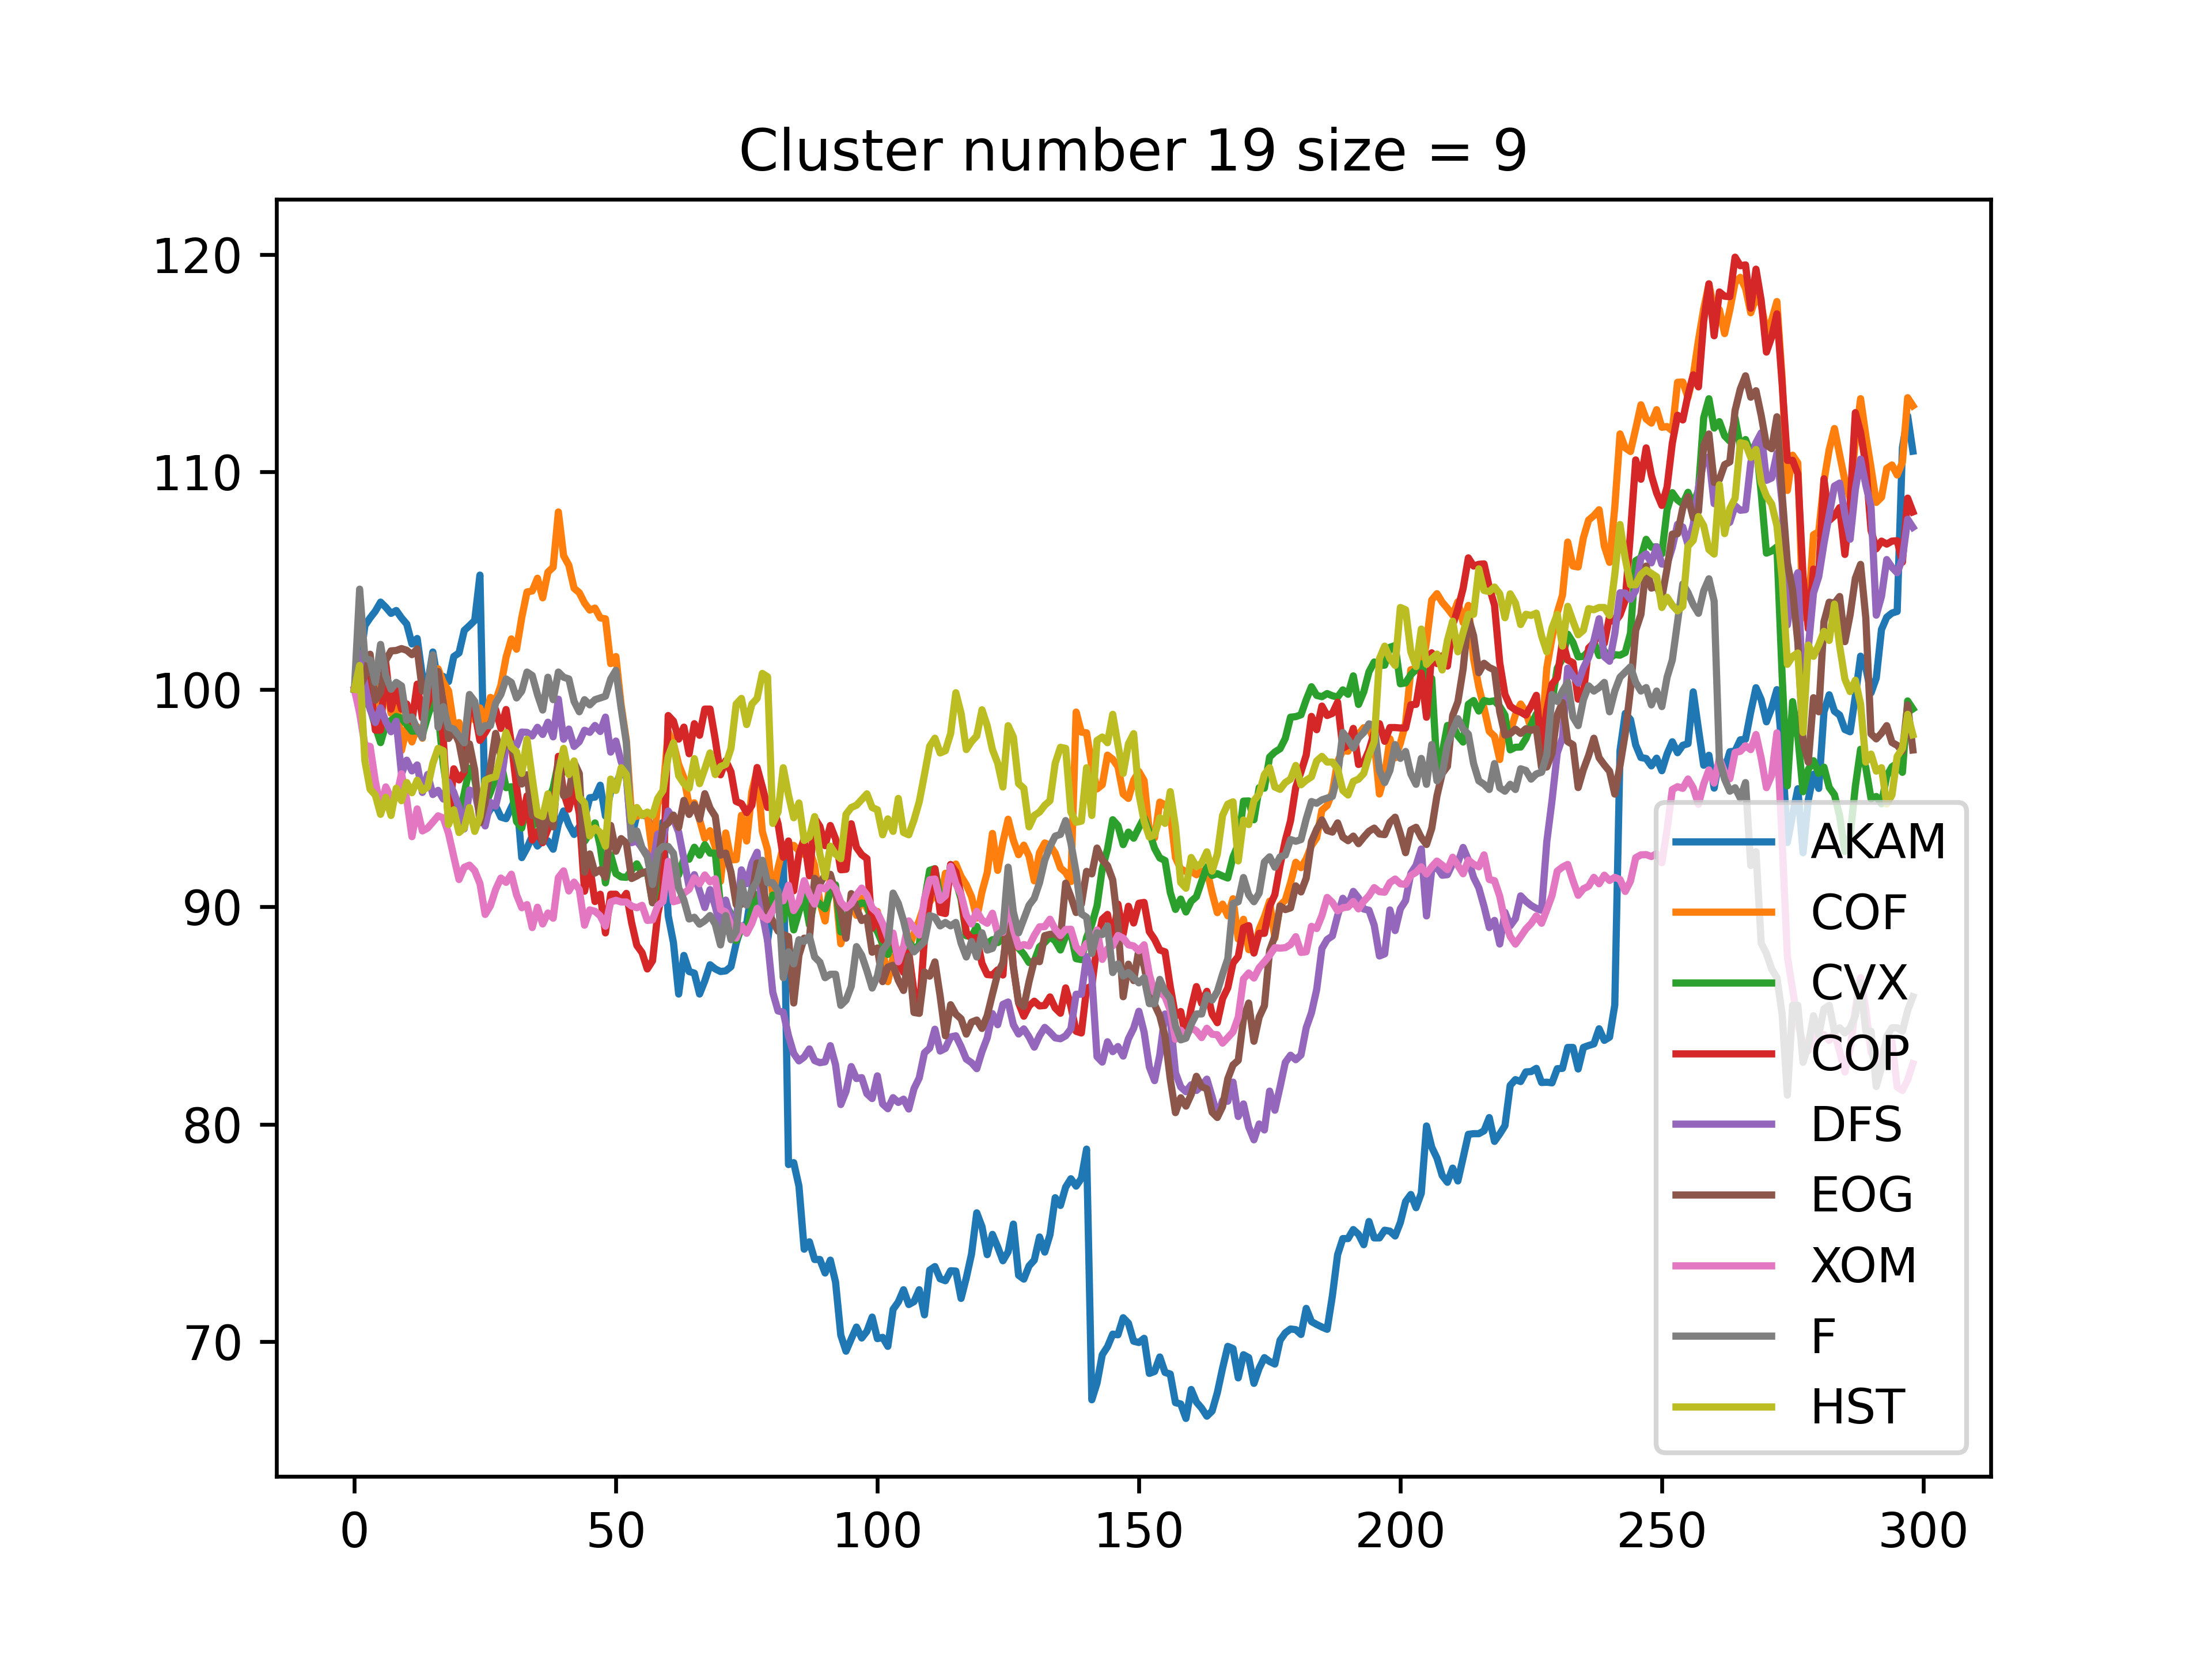 Cluster number 19 size = 9
120
110
100
90
80
70
0 50 100 150 200 250 300
AKAM
COF
CVX
COP
DFS
EOG
XOM
F
HST